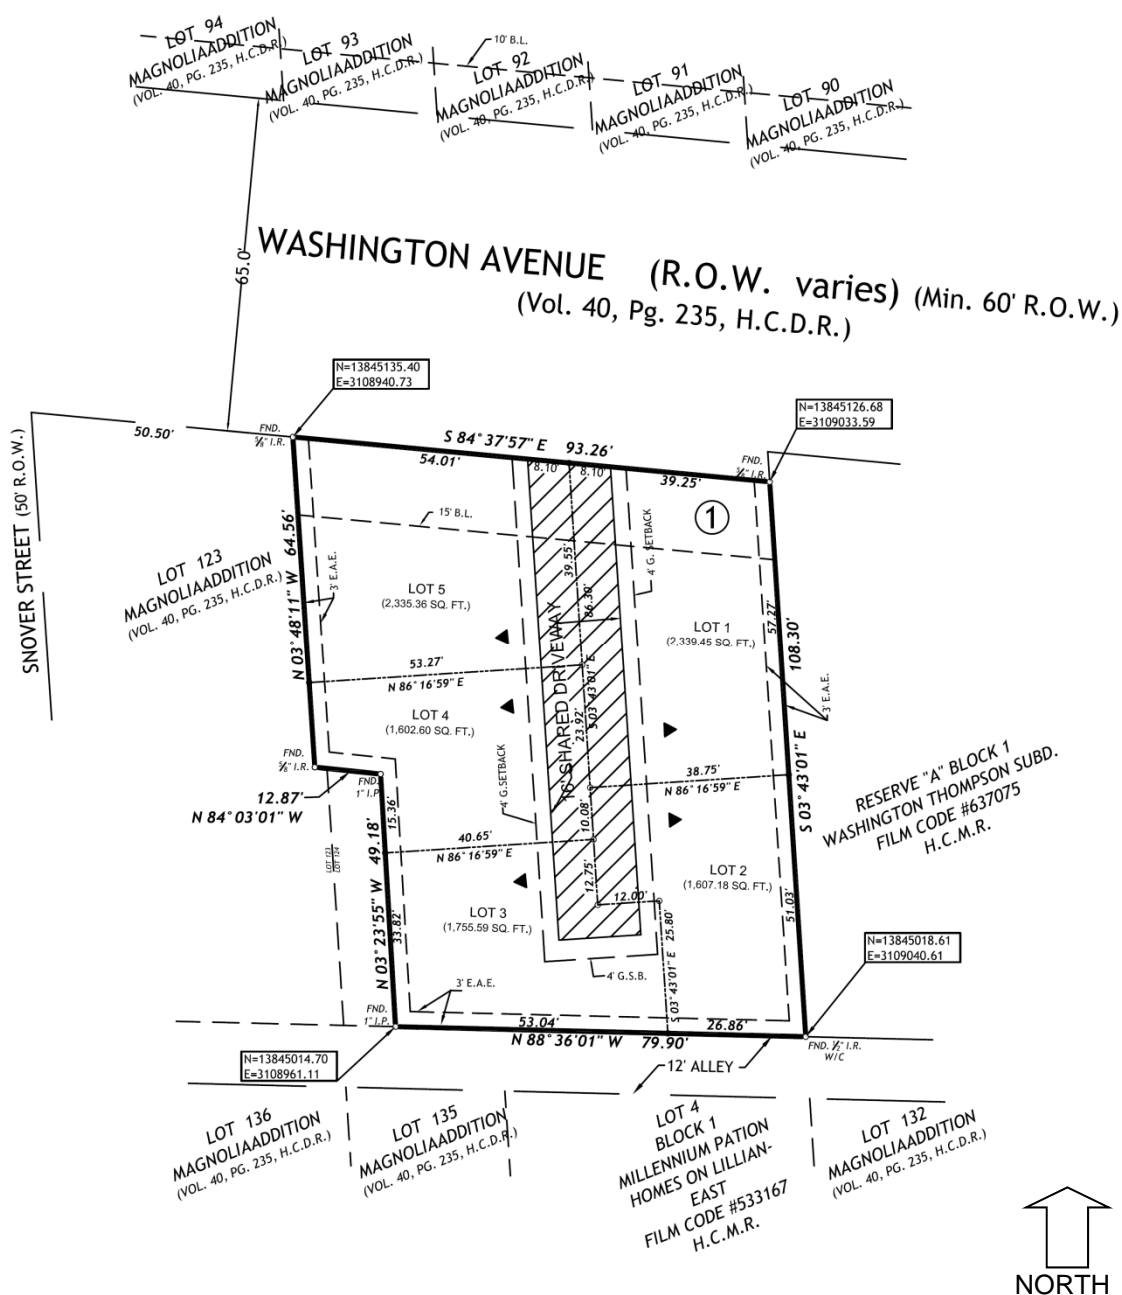 LOT 94
MAGNOLIAADDITION
(VOL. 40, PG. 235, H.C.D.R.)
LOT 93
MAGNOLIAADDITION
(VOL. 40, PG. 235, H.C.D.R.)
10' B.L.
LOT 92
MAGNOLIAADDITION
(VOL. 40, PG. 235, H.C.D.R.)
LOT 91
MAGNOLIAADDITION
(VOL. 40, PG. 235, H.C.D.R.)
LOT 90
MAGNOLIAADDITION
(VOL. 40, PG. 235, H.C.D.R.)
65.0'
WASHINGTON AVENUE (R.O.W. varies) (Min. 60' R.O.W.)
(Vol. 40, Pg. 235, H.C.D.R.)
N=13845135.40
E=3108940.73
N=13845126.68
E=3109033.59
SNOVER STREET (50' R.O.W.)
50.50'
FND.
5/8" I.R.
S 84°37'57" E 93.26'
54.01'
8.10'
8.10'
39.25'
FND.
I.R.
1
15' B.L.
N 03°48'11" W 64.56'
3' E.A.E.
LOT 123
MAGNOLIAADDITION
(VOL. 40, PG. 235, H.C.D.R.)
39.55'
86.30'
4' G. SETBACK
57.27'
108.30'
LOT 5
(2,335.36 SQ. FT.)
LOT 1
(2,339.45 SQ. FT.)
16' SHARED DRIVEWAY
53.27'
N 86°16'59" E
S 03°43'01" E
23.92'
3' E.A.E.
LOT 4
(1,602.60 SQ. FT.)
4' G.SETBACK
38.75'
N 86°16'59" E
S 03°43'01" E
RESERVE "A" BLOCK 1
WASHINGTON THOMPSON SUBD.
FILM CODE #637075
H.C.M.R.
FND.
5/8" I.R.
FND.
1" I.P.
12.87'
N 84°03'01" W
15.36'
10.08'
40.65'
N 86°16'59" E
LOT 123
LOT 124
N 03°23'55" W 49.18'
12.75'
12.00'
LOT 2
(1,607.18 SQ. FT.)
51.03'
LOT 3
(1,755.59 SQ. FT.)
33.82'
25.80'
S 03°43'01" E
4' G.S.B.
3' E.A.E.
N=13845018.61
E=3109040.61
FND.
1" I.P.
53.04'
26.86'
N 88°36'01" W 79.90'
FND. 1/2" I.R.
W/C
N=13845014.70
E=3108961.11
12' ALLEY
LOT 136
MAGNOLIAADDITION
(VOL. 40, PG. 235, H.C.D.R.)
LOT 135
MAGNOLIAADDITION
(VOL. 40, PG. 235, H.C.D.R.)
LOT 4
BLOCK 1
MILLENNIUM PATION
HOMES ON LILLIAN-
EAST
FILM CODE #533167
H.C.M.R.
LOT 132
MAGNOLIAADDITION
(VOL. 40, PG. 235, H.C.D.R.)
NORTH